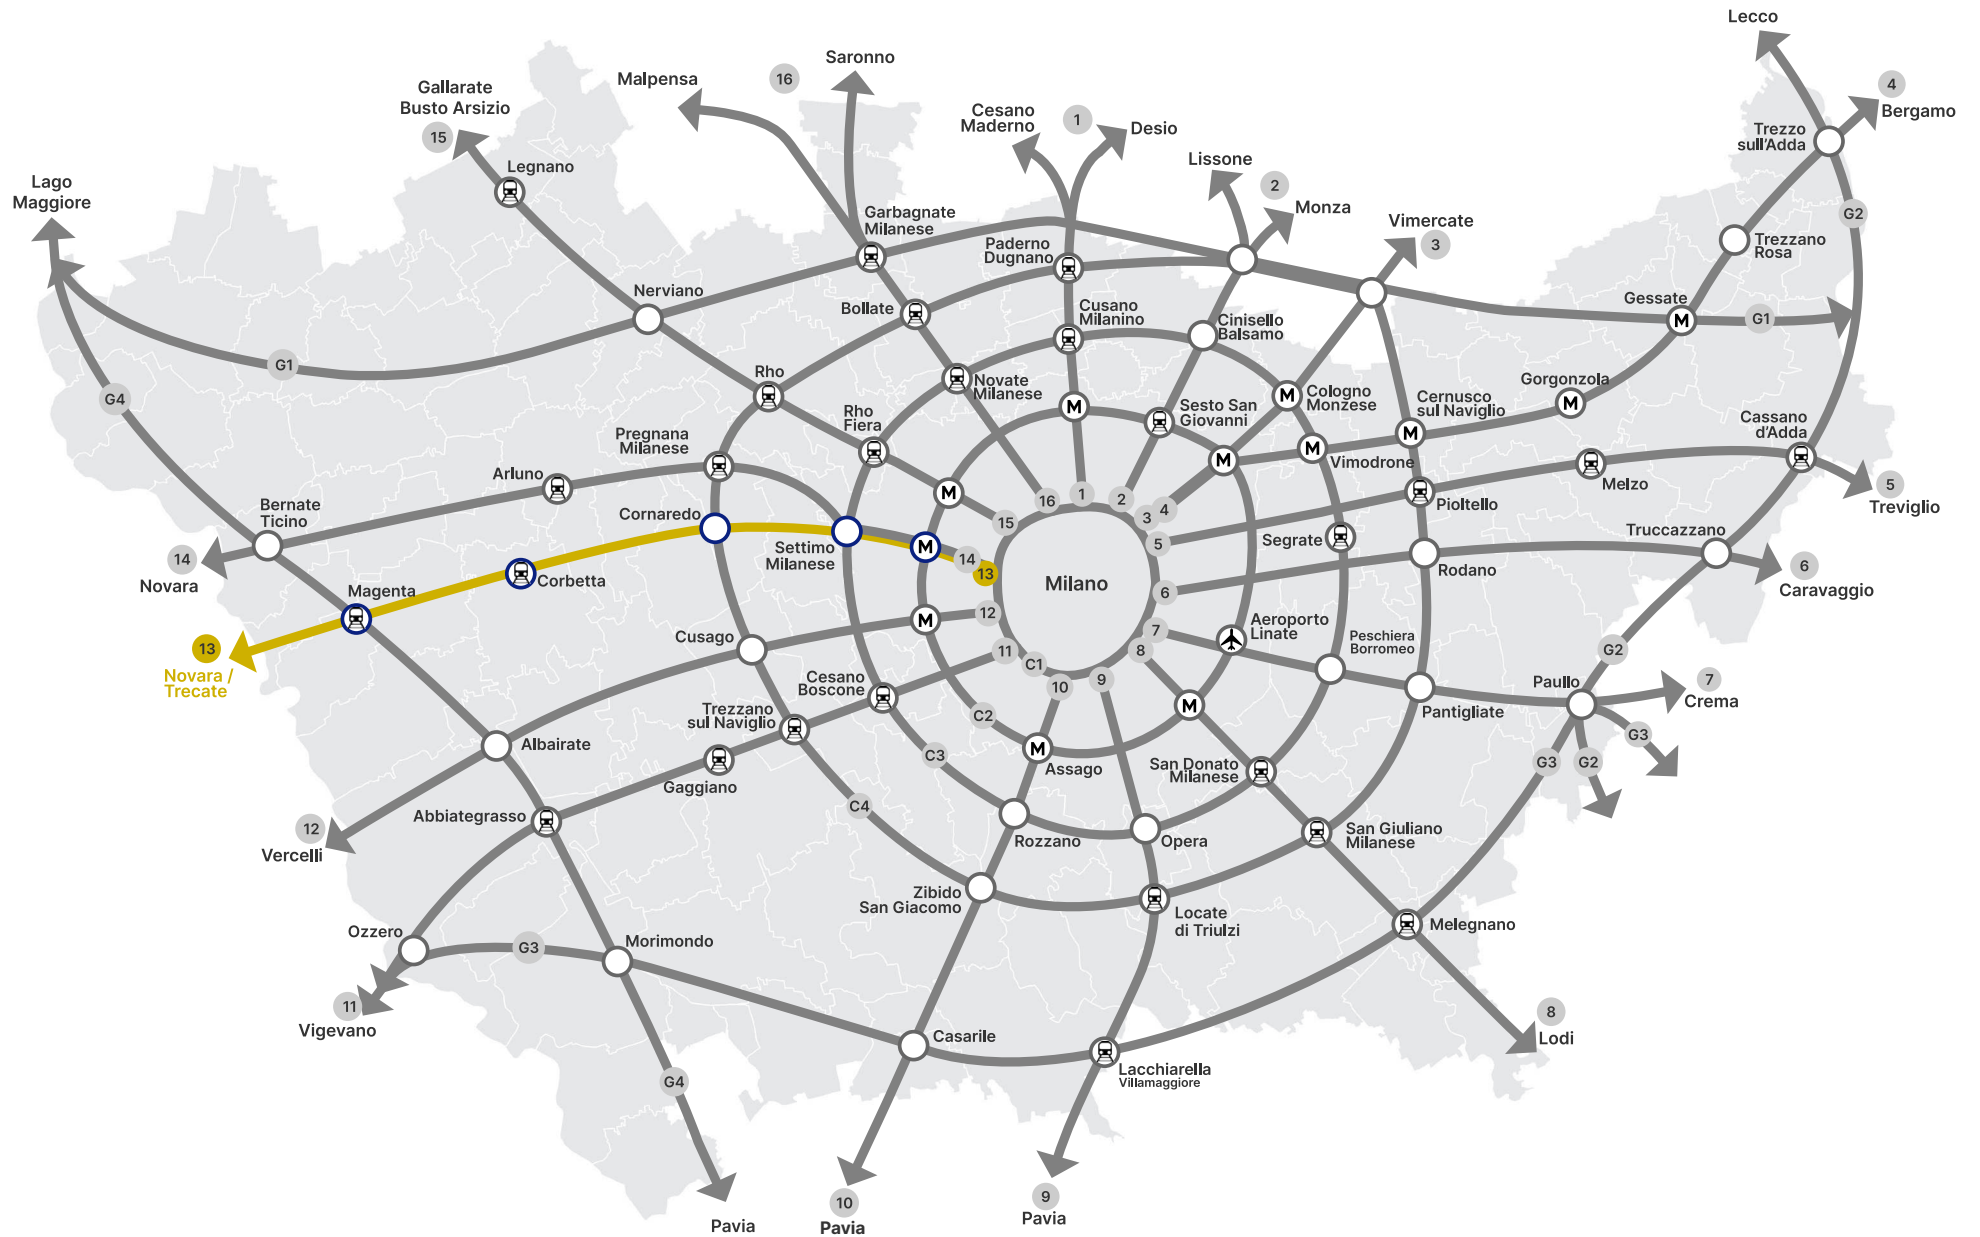 Lecco
4
Bergamo
Trezzo
sull'Adda
Saronno
16
Malpensa
Gallarate
Busto Arsizio
15
Legnano
Cesano
Maderno
1
Desio
Lissone
2
Monza
Vimercate
3
Lago
Maggiore
Garbagnate
Milanese
Paderno
Dugnano
G2
Trezzano
Rosa
Nerviano
Bollate
Cusano
Milanino
Cinisello
Balsamo
Gessate
M
G1
G1
G4
Rho
Novate
Milanese
Rho
Fiera
M
Sesto San
Giovanni
M
Cologno
Monzese
Cernusco
sul Naviglio
M
Gorgonzola
M
Cassano
d'Adda
Pregnana
Milanese
M
M
Vimodrone
Arluno
M
Melzo
Pioltello
5
Treviglio
Bernate
Ticino
Cornaredo
Settimo
Milanese
M
16
1
2
3
4
15
5
14
13
Segrate
Truccazzano
14
Novara
Magenta
Corbetta
Milano
Rodano
6
6
Caravaggio
13
Novara /
Trecate
Cusago
M
12
11
C1
10
9
8
7
Aeroporto
Linate
Peschiera
Borromeo
G2
Cesano
Boscone
Trezzano
sul Naviglio
C2
M
Pantigliate
Paullo
7
Crema
G3
Albairate
Gaggiano
C3
M
Assago
San Donato
Milanese
G3
G2
Abbiategrasso
C4
12
Vercelli
Rozzano
Opera
San Giuliano
Milanese
Zibido
San Giacomo
Locate
di Triulzi
Melegnano
Ozzero
G3
Morimondo
11
Vigevano
Casarile
Lacchiarella
Villamaggiore
8
Lodi
G4
Pavia
10
Pavia
9
Pavia